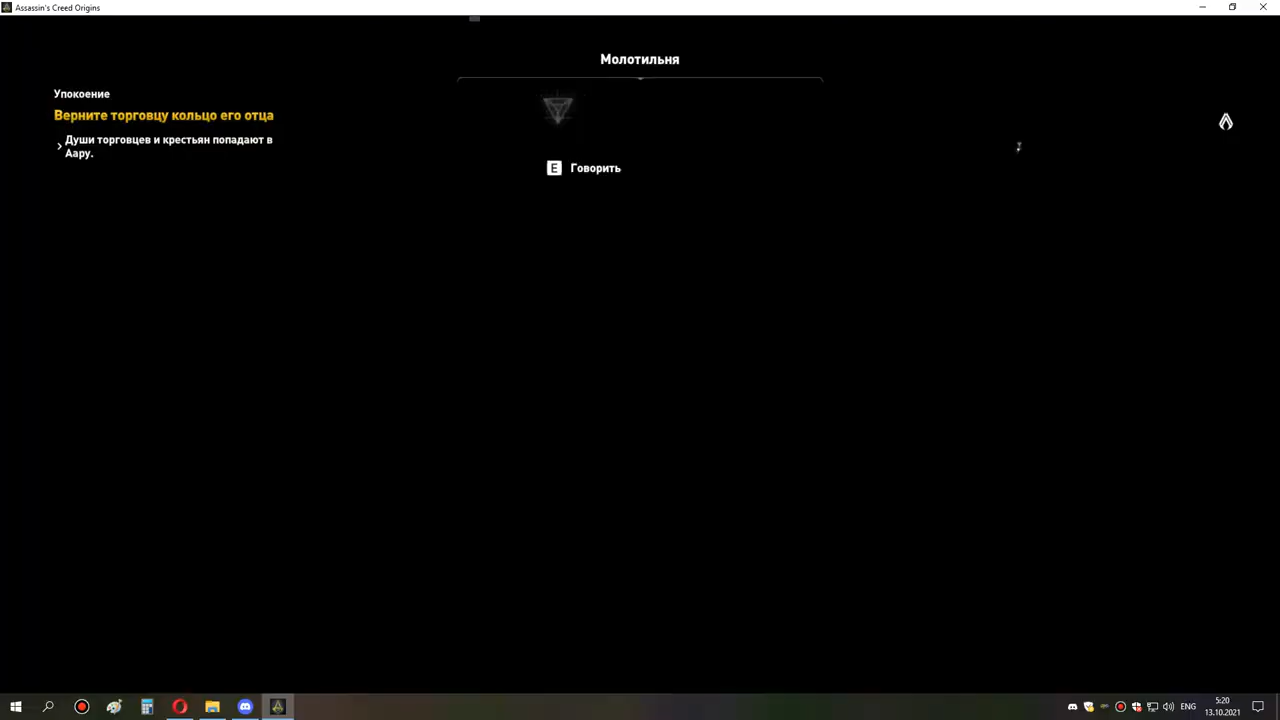 Assassin's Creed Origins
Молотильня
Упокоение
Верните торговцу кольцо его отца
Души торговцев и крестьян попадают в
Аару.
E Говорить
ENG
5:20
13.10.2021